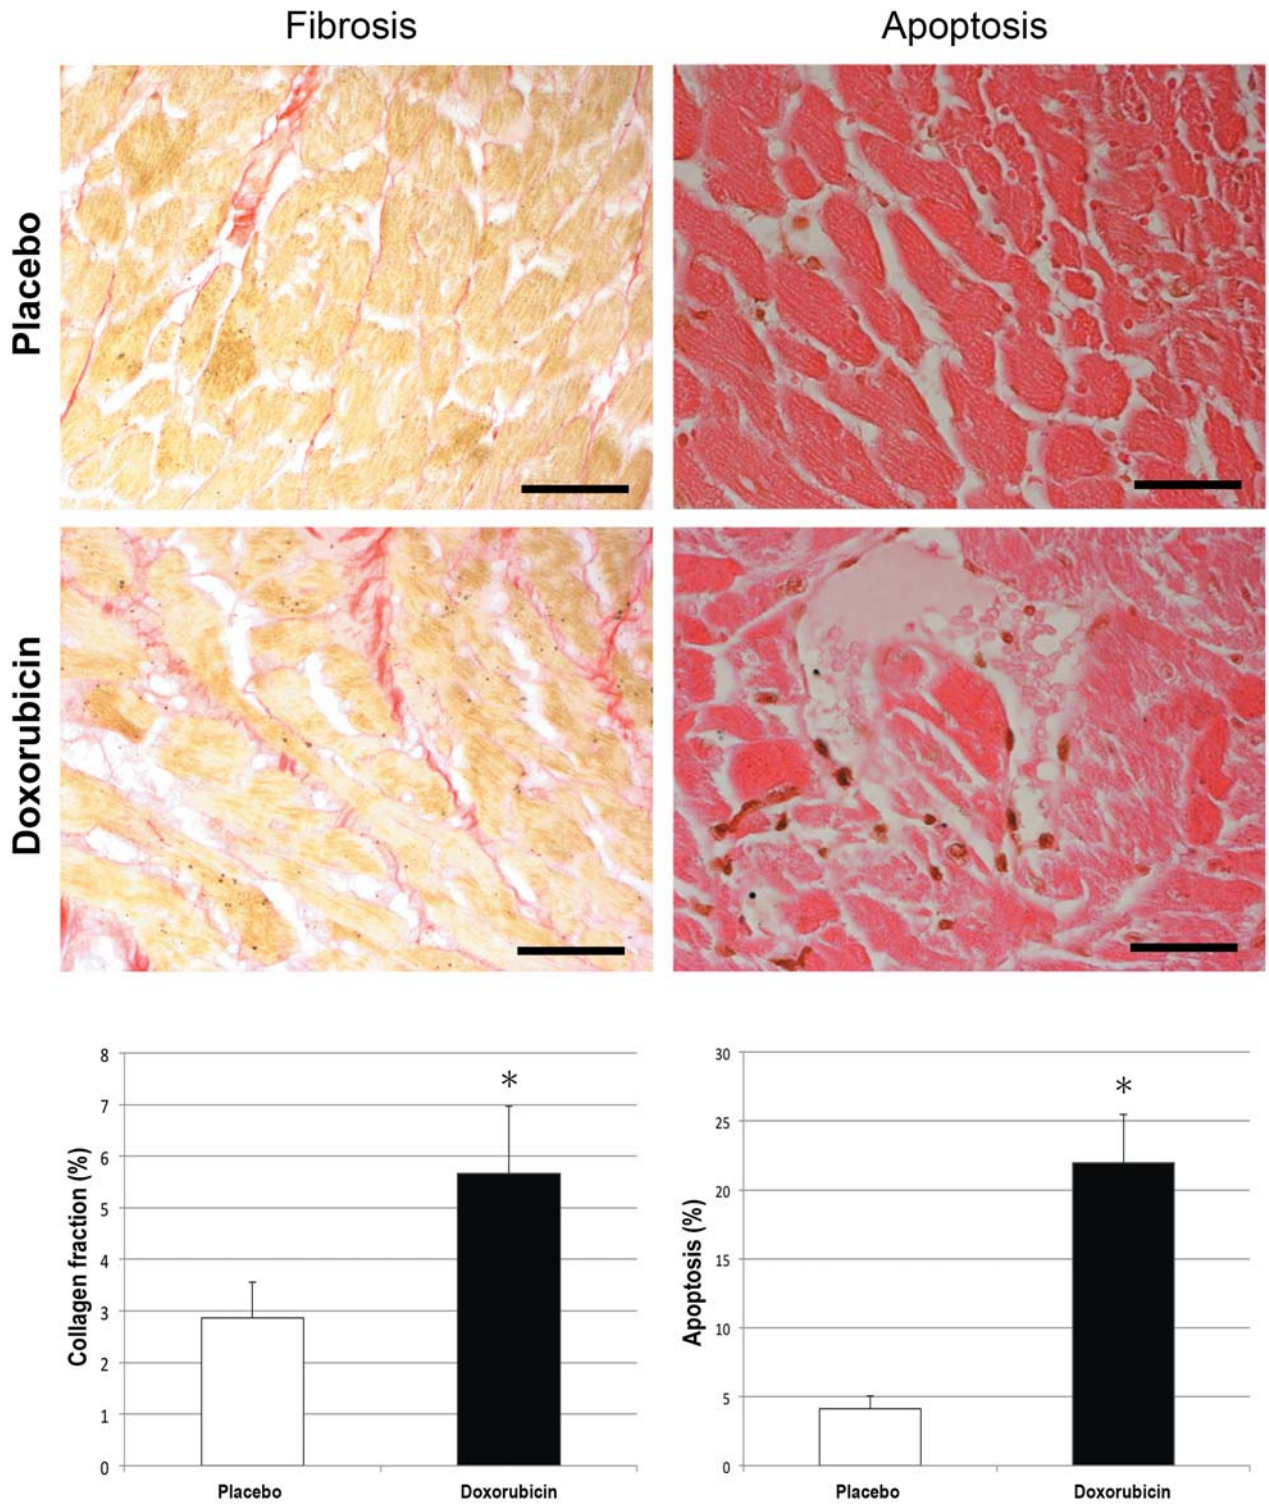 Fibrosis
Apoptosis
Placebo
Doxorubicin
Collagen fraction (%)
8
7
6
5
4
3
2
1
0
*
Placebo
Doxorubicin
Apoptosis (%)
30
25
20
15
10
5
0
*
Placebo
Doxorubicin